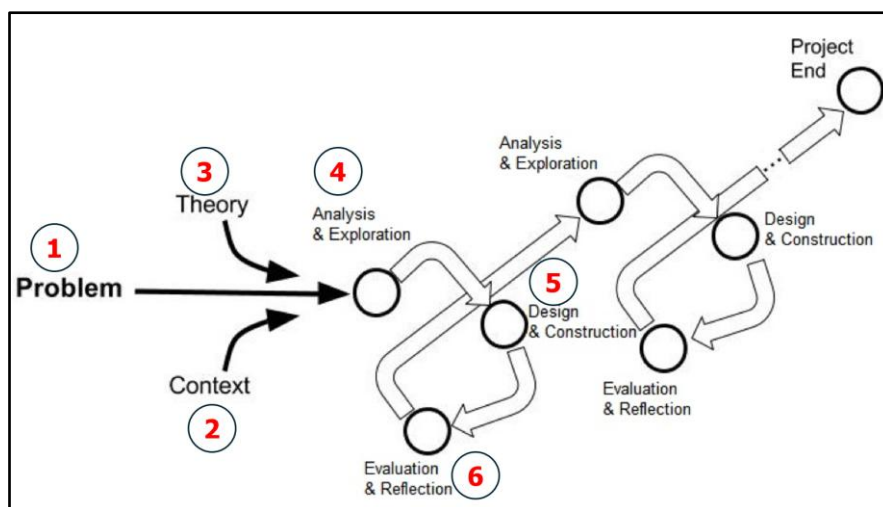 1
Problem
2
Context
3
Theory
4
Analysis
& Exploration
5
Design
& Construction
6
Evaluation
& Reflection
Analysis
& Exploration
Design
& Construction
Evaluation
& Reflection
Project
End